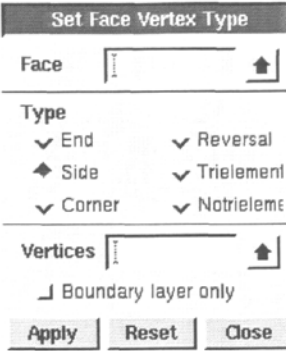 Set Face Vertex Type
Face
Type
End Reversal
Side Trielement
Corner Notrieleme
Vertices
Boundary layer only
Apply Reset Close